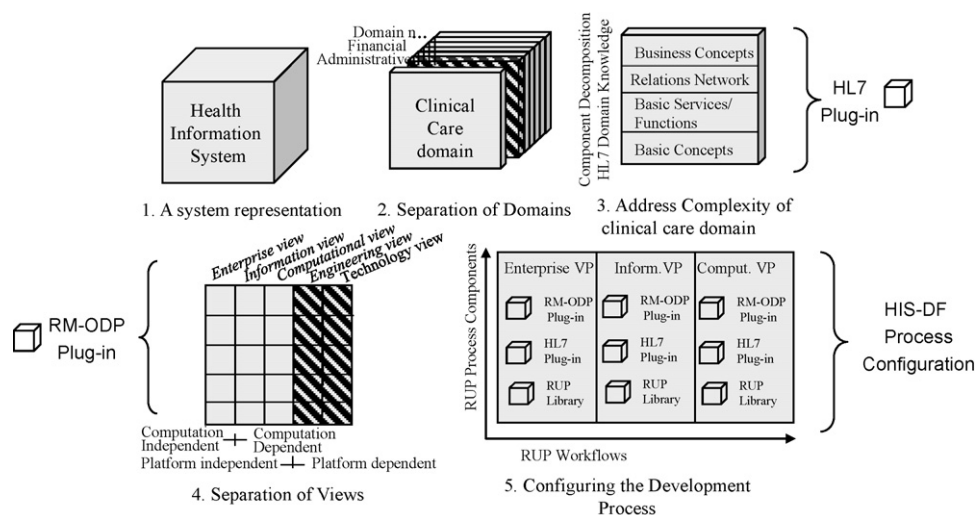 Health
Information
System
1. A system representation
Domain n..
Financial
Administrative
Clinical
Care
domain
2. Separation of Domains
Component Decomposition
HL7 Domain Knowledge
Business Concepts
Relations Network
Basic Services/
Functions
Basic Concepts
HL7
Plug-in
3. Address Complexity of
clinical care domain
RM-ODP
Plug-in
Enterprise view
Information view
Computational view
Engineering view
Technology view
Computation
Independent
Computation
Dependent
Platform independent
Platform dependent
4. Separation of Views
RUP Process Components
Enterprise VP
Inform.VP
Comput. VP
RM-ODP
Plug-in
RM-ODP
Plug-in
RM-ODP
Plug-in
HL7
Plug-in
HL7
Plug-in
HL7
Plug-in
RUP
Library
RUP
Library
RUP
Library
RUP Workflows
5. Configuring the Development
Process
HIS-DF
Process
Configuration